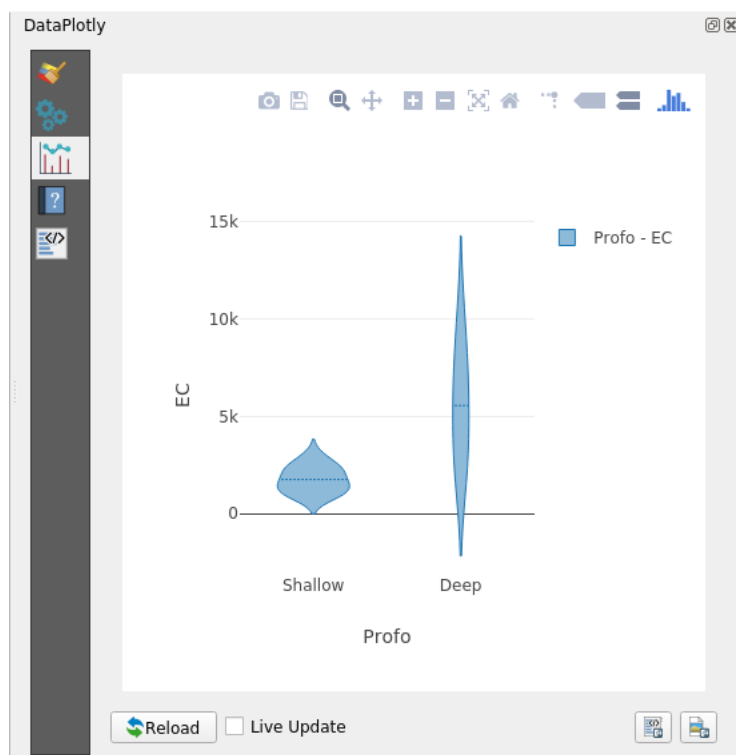 DataPlotly
15k
10k
5k
0
EC
Profo - EC
Shallow
Deep
Profo
Reload
Live Update